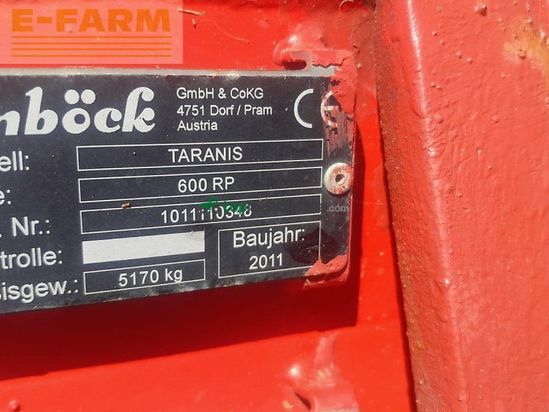 E-FARM
nböck
GmbH & CoKG
4751 Dorf / Pram
Austria
CE
ell: TARANIS
e: 600 RP
. Nr.: 1011110348
trolle:
isgew.: 5170 kg
Baujahr:
2011